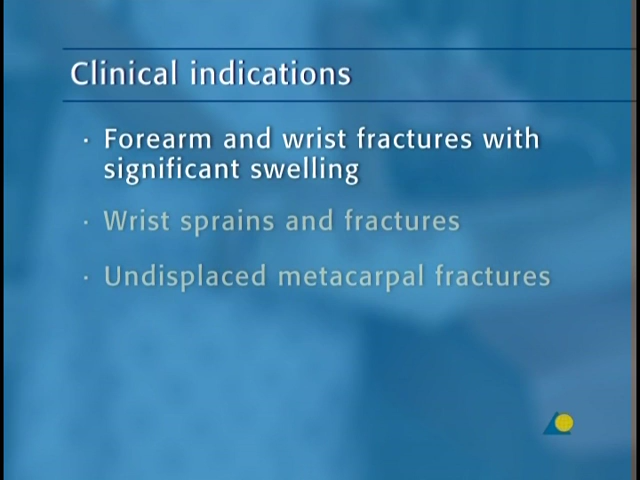 Clinical indications
· Forearm and wrist fractures with
significant swelling
· Wrist sprains and fractures
· Undisplaced metacarpal fractures